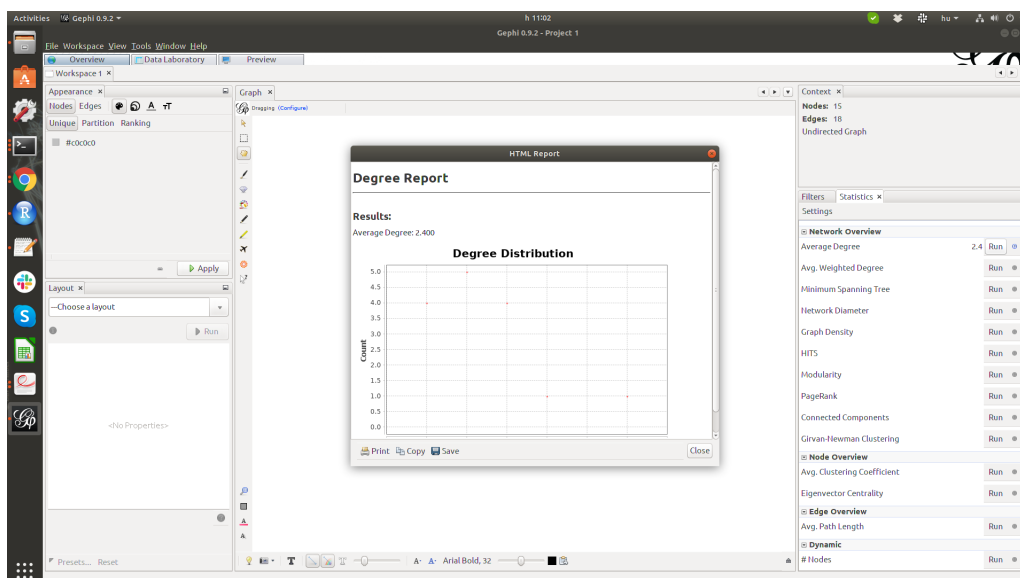 Activities Gephi 0.9.2
h 11:02
hu
Gephi 0.9.2 - Project 1
File Workspace View Tools Window Help
Overview Data Laboratory Preview
Workspace 1 ×
Appearance ×
Nodes Edges
Unique Partition Ranking
#c0c0c0
Apply
Layout ×
---Choose a layout
Run
<No Properties>
Presets... Reset
Graph ×
Dragging (Configure)
HTML Report
Degree Report
Results:
Average Degree: 2.400
Degree Distribution
5.0
4.5
4.0
3.5
3.0
2.5
2.0
1.5
1.0
0.5
0.0
Count
Print Copy Save Close
Arial Bold, 32
Context ×
Nodes: 15
Edges: 18
Undirected Graph
Filters Statistics ×
Settings
Network Overview
Average Degree 2.4 Run
Avg. Weighted Degree Run
Minimum Spanning Tree Run
Network Diameter Run
Graph Density Run
HITS Run
Modularity Run
PageRank Run
Connected Components Run
Girvan-Newman Clustering Run
Node Overview
Avg. Clustering Coefficient Run
Eigenvector Centrality Run
Edge Overview
Avg. Path Length Run
Dynamic
# Nodes Run